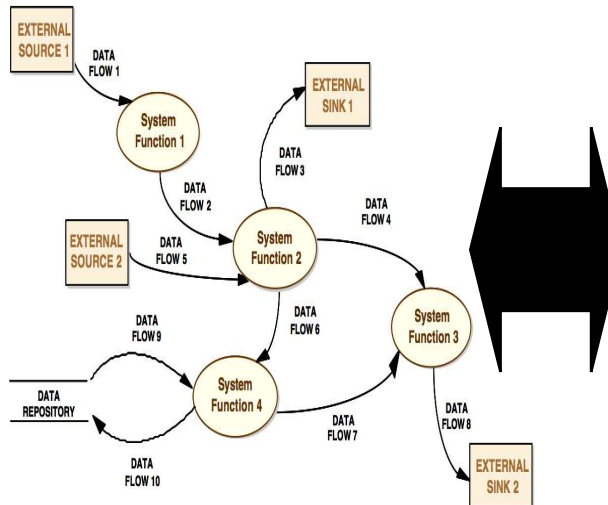 EXTERNAL
SOURCE 1
DATA
FLOW 1
System
Function 1
EXTERNAL
SINK 1
DATA
FLOW 3
DATA
FLOW 2
DATA
FLOW 4
EXTERNAL
SOURCE 2
DATA
FLOW 5
System
Function 2
DATA
FLOW 6
System
Function 3
DATA
FLOW 9
DATA
REPOSITORY
System
Function 4
DATA
FLOW 7
DATA
FLOW 8
DATA
FLOW 10
EXTERNAL
SINK 2